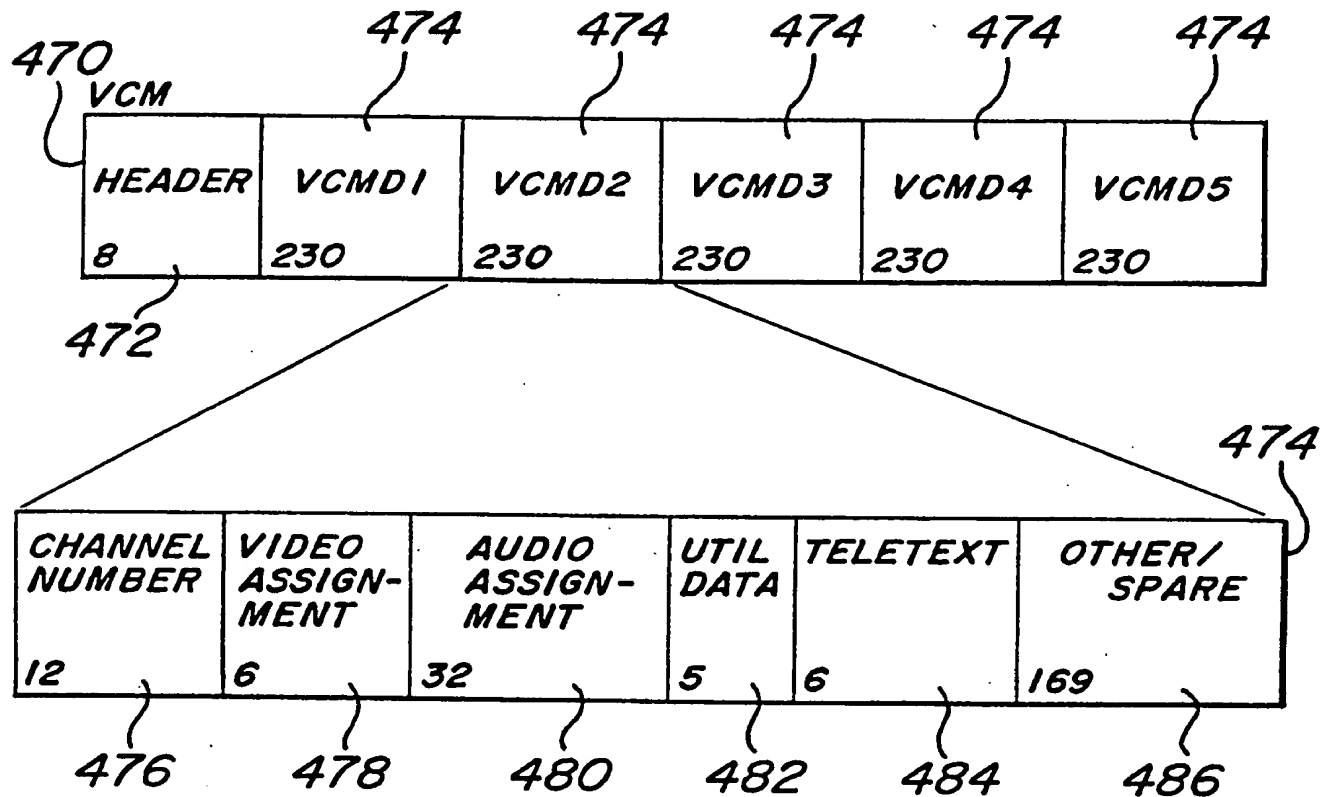 474 474 474 474 474
470
VCM
HEADER VCMD1 VCMD2 VCMD3 VCMD4 VCMD5
8 230 230 230 230 230
472
474
CHANNEL NUMBER
12
VIDEO ASSIGN-
MENT
6
AUDIO
ASSIGN-
MENT
32
UTIL
DATA
5
TELETEXT
6
OTHER/
SPARE
169
476 478 480 482 484 486